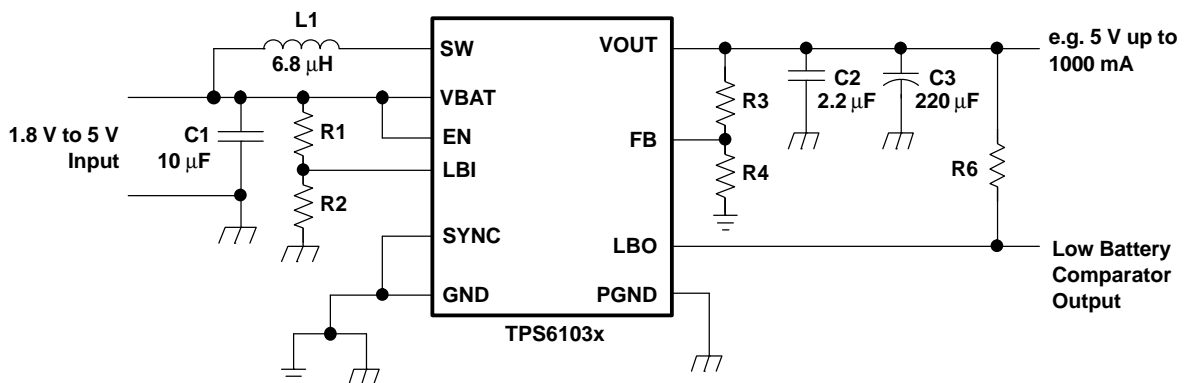 L1
6.8 μH
SW
VBAT
EN
LBI
SYNC
GND
VOUT
FB
LBO
PGND
TPS6103x
1.8 V to 5 V
Input
C1
10 μF
R1
R2
R3
R4
C2
2.2 μF
C3
220 μF
R6
e.g. 5 V up to
1000 mA
Low Battery
Comparator
Output